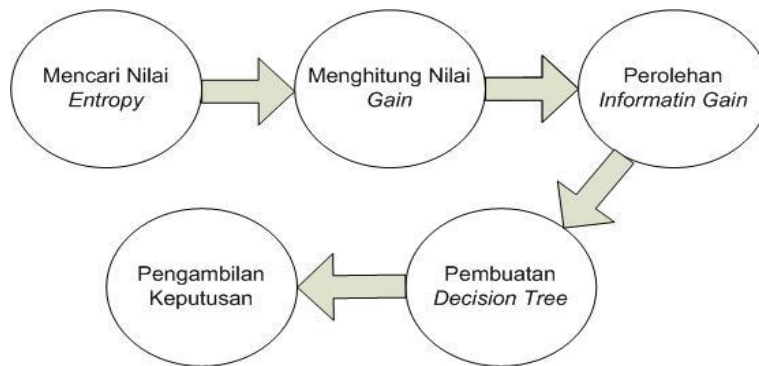 Mencari Nilai
Entropy
Menghitung Nilai
Gain
Perolehan
Informatin Gain
Pengambilan
Keputusan
Pembuatan
Decision Tree